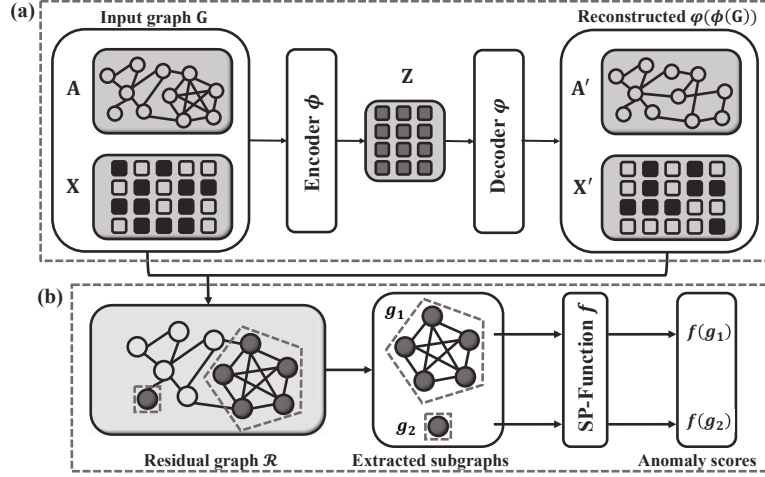 (a)
Input graph G
Reconstructed φ(ϕ(G))
A
X
Encoder ϕ
Z
Decoder φ
A′
X′
(b)
g₁
g₂
SP-Function f
f(g₁)
f(g₂)
Residual graph ℛ
Extracted subgraphs
Anomaly scores